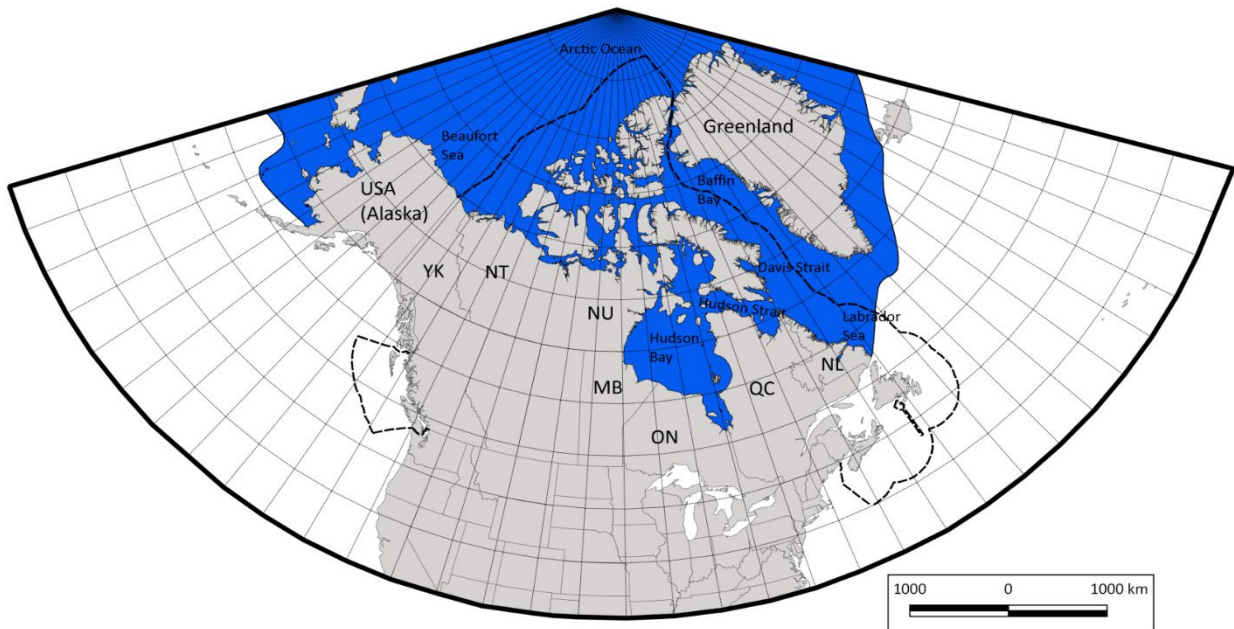 Arctic Ocean
Greenland
Beaufort
Sea
USA
(Alaska)
Baffin
Bay
YK
NT
Davis Strait
NU
Hudson Strait
Labrador
Sea
Hudson
Bay
NL
MB
QC
ON
1000 0 1000 km